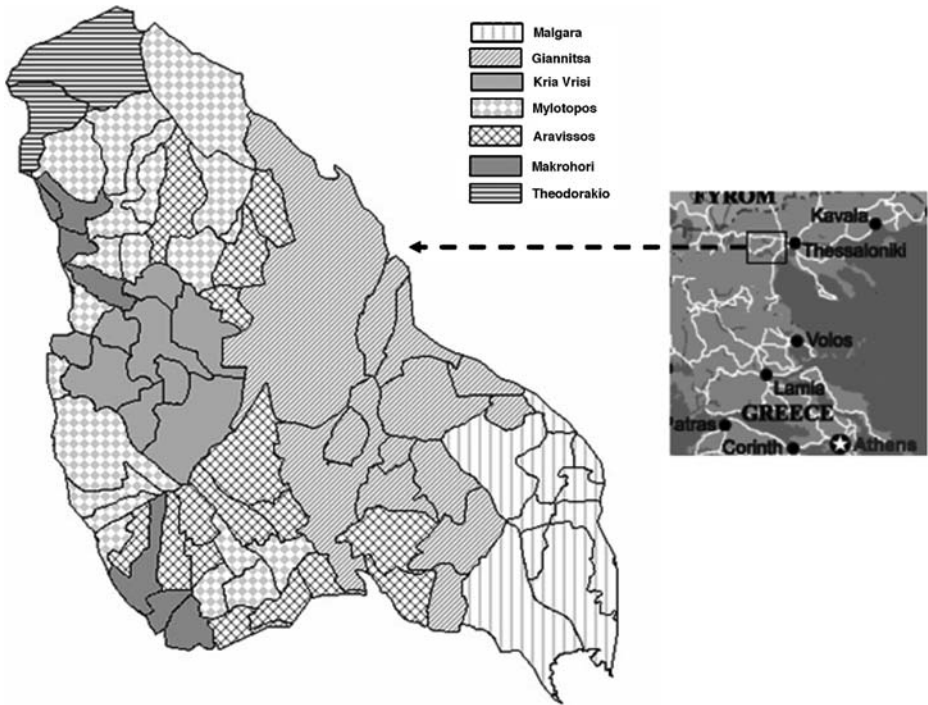 Malgara
Giannitsa
Kria Vrisi
Mylotopos
Aravissos
Makrohori
Theodorakio
FYROM
Kavala
Thessaloniki
Volos
Lamia
GREECE
Patras
Corinth
Athens